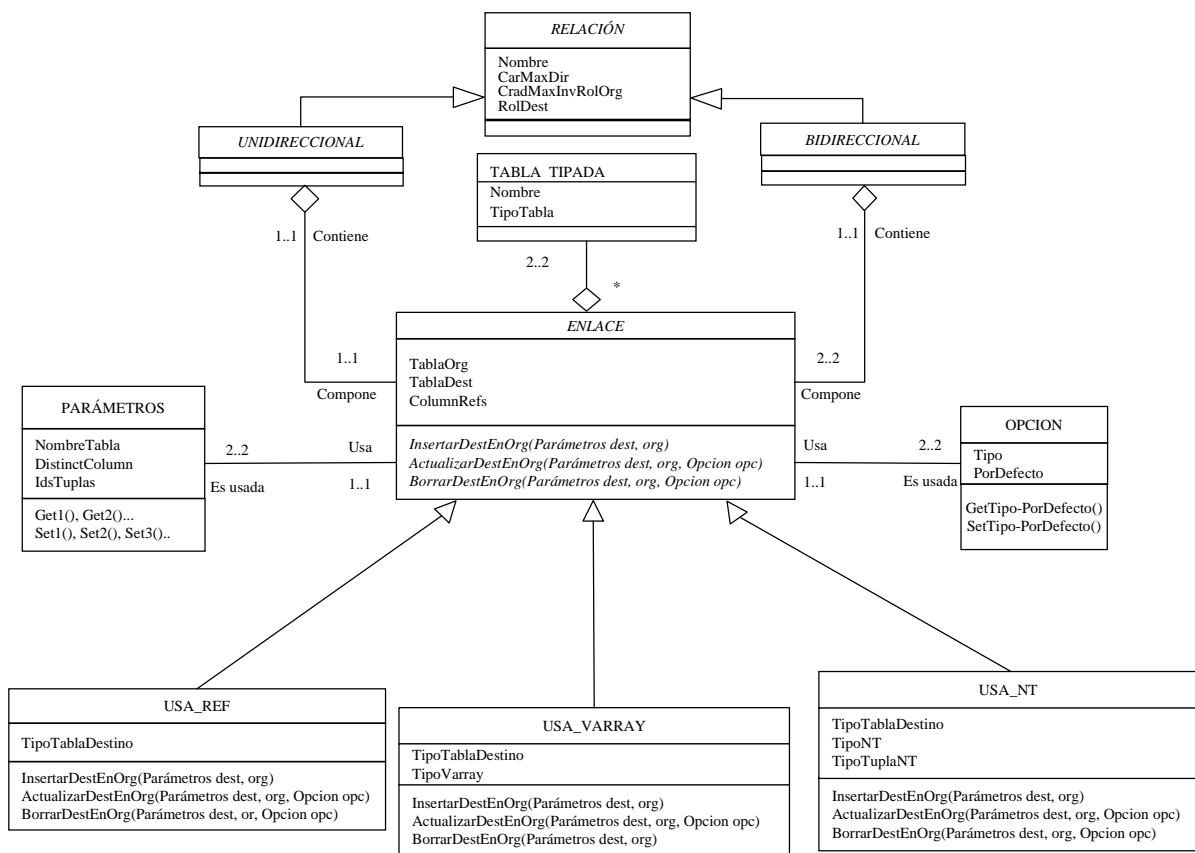 RELACIÓN
Nombre
CarMaxDir
CradMaxInvRolOrg
RolDest
UNIDIRECCIONAL
BIDIRECCIONAL
TABLA_TIPADA
Nombre
TipoTabla
1..1 Contiene
1..1 Contiene
2..2
*
ENLACE
TablaOrg
TablaDest
ColumnRefs
InsertarDestEnOrg(Parámetros dest, org)
ActualizarDestEnOrg(Parámetros dest, org, Opcion opc)
BorrarDestEnOrg(Parámetros dest, org, Opcion opc)
1..1
Compone
2..2
Compone
PARÁMETROS
NombreTabla
DistinctColumn
IdsTuplas
Get1(), Get2()...
Set1(), Set2(), Set3()..
2..2
Es usada
Usa
1..1
Usa
1..1
2..2
Es usada
OPCION
Tipo
PorDefecto
GetTipo-PorDefecto()
SetTipo-PorDefecto()
USA_REF
TipoTablaDestino
InsertarDestEnOrg(Parámetros dest, org)
ActualizarDestEnOrg(Parámetros dest, org, Opcion opc)
BorrarDestEnOrg(Parámetros dest, or, Opcion opc)
USA_VARRAY
TipoTablaDestino
TipoVarray
InsertarDestEnOrg(Parámetros dest, org)
ActualizarDestEnOrg(Parámetros dest, org, Opcion opc)
BorrarDestEnOrg(Parámetros dest, org)
USA_NT
TipoTablaDestino
TipoNT
TipoTuplaNT
InsertarDestEnOrg(Parámetros dest, org)
ActualizarDestEnOrg(Parámetros dest, org, Opcion opc)
BorrarDestEnOrg(Parámetros dest, org, Opcion opc)